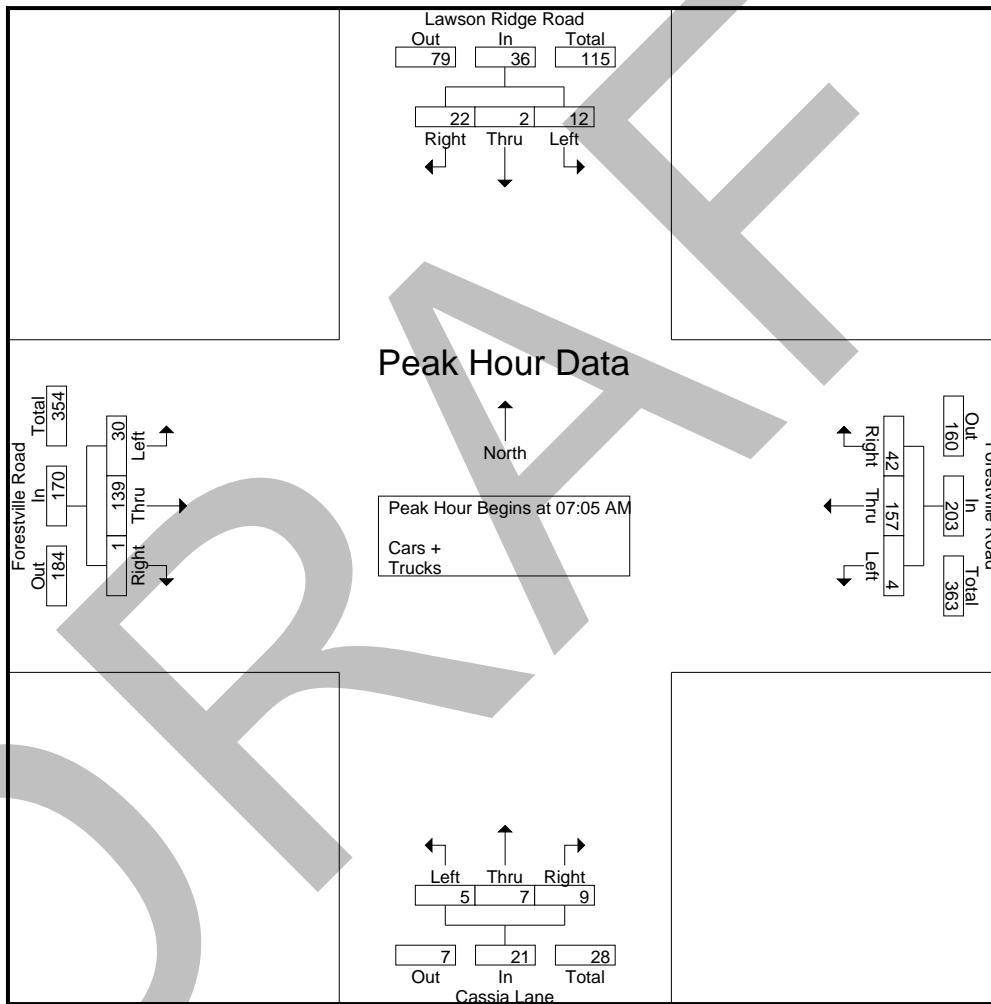 Lawson Ridge Road
Out In Total
79 36 115
22 2 12
Right Thru Left
Peak Hour Data
North
Peak Hour Begins at 07:05 AM
Cars +
Trucks
Forestville Road
Total In Out
354 170 184
30 139 1
Left Thru Right
Forestville Road
Out In Total
160 203 363
42 157 4
Right Thru Left
Left Thru Right
5 7 9
7 21 28
Out In Total
Cassia Lane
DRAF